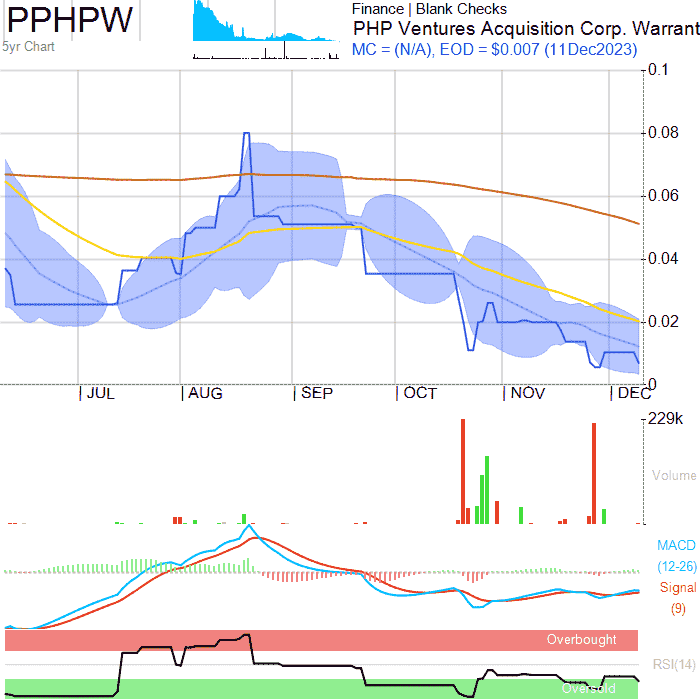 PPHPW
5yr Chart
Finance | Blank Checks
PHP Ventures Acquisition Corp. Warrant
MC = (N/A), EOD = $0.007 (11Dec2023)
0.1
0.08
0.06
0.04
0.02
0
JUL AUG SEP OCT NOV DEC
229k
Volume
MACD
(12-26)
Signal
(9)
Overbought
RSI(14)
Oversold